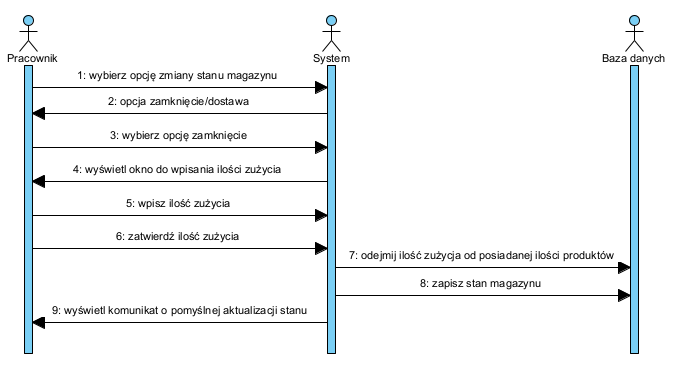 Pracownik
System
Baza danych
1: wybierz opcję zmiany stanu magazynu
2: opcja zamknięcie/dostawa
3: wybierz opcję zamknięcie
4: wyświetl okno do wpisania ilości zużycia
5: wpisz ilość zużycia
6: zatwierdź ilość zużycia
7: odejmij ilość zużycja od posiadanej ilości produktów
8: zapisz stan magazynu
9: wyświetl komunikat o pomyślnej aktualizacji stanu